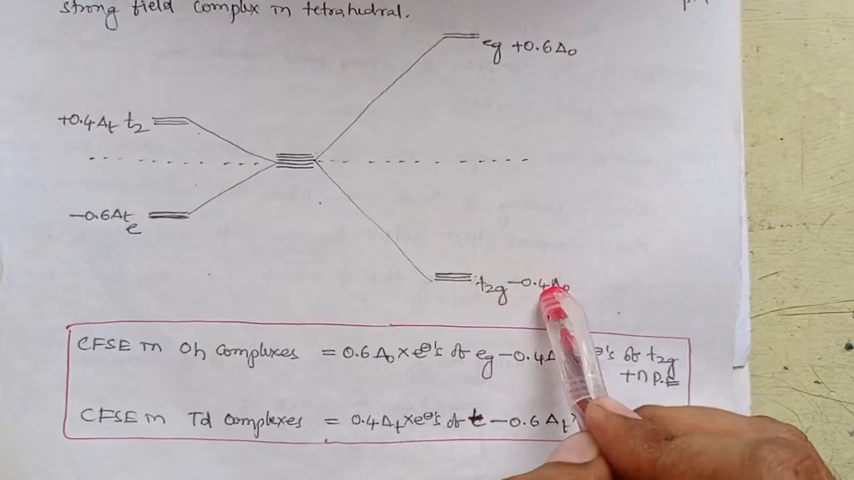 strong field complex in tetrahedral.
eg +0.6Δo
+0.4Δt t2
-0.6Δt
e
t2g -0.4Δo
CFSE in Oh complexes = 0.6Δo×e⊖'s of eg -0.4Δ e⊖'s of t2g
+n P.E
CFSE in Td complexes = 0.4Δt×e⊖'s of t -0.6Δt